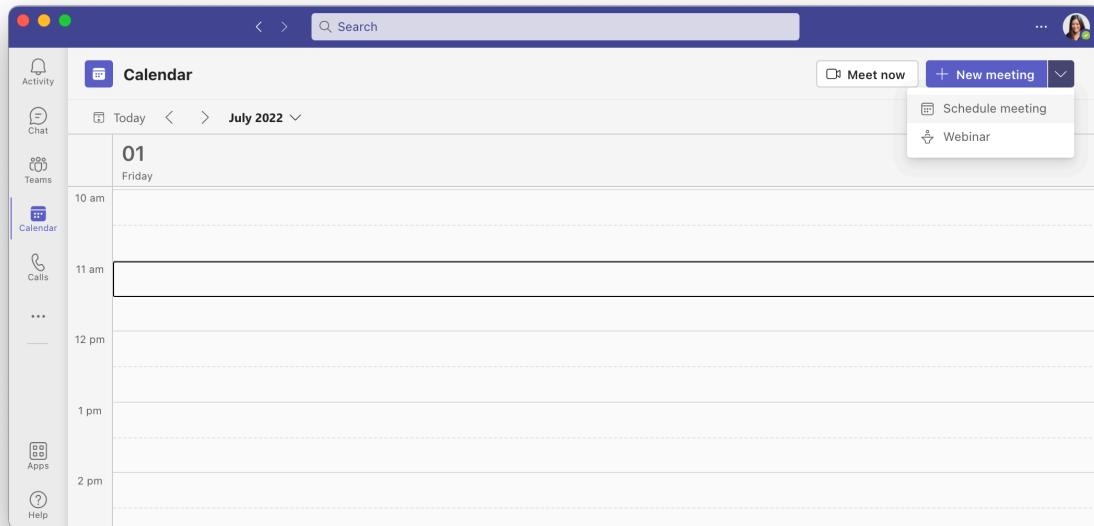 Search
Activity
Chat
Teams
Calendar
Calls
Apps
Help
Calendar
Meet now
New meeting
Schedule meeting
Webinar
Today
July 2022
01
Friday
10 am
11 am
12 pm
1 pm
2 pm